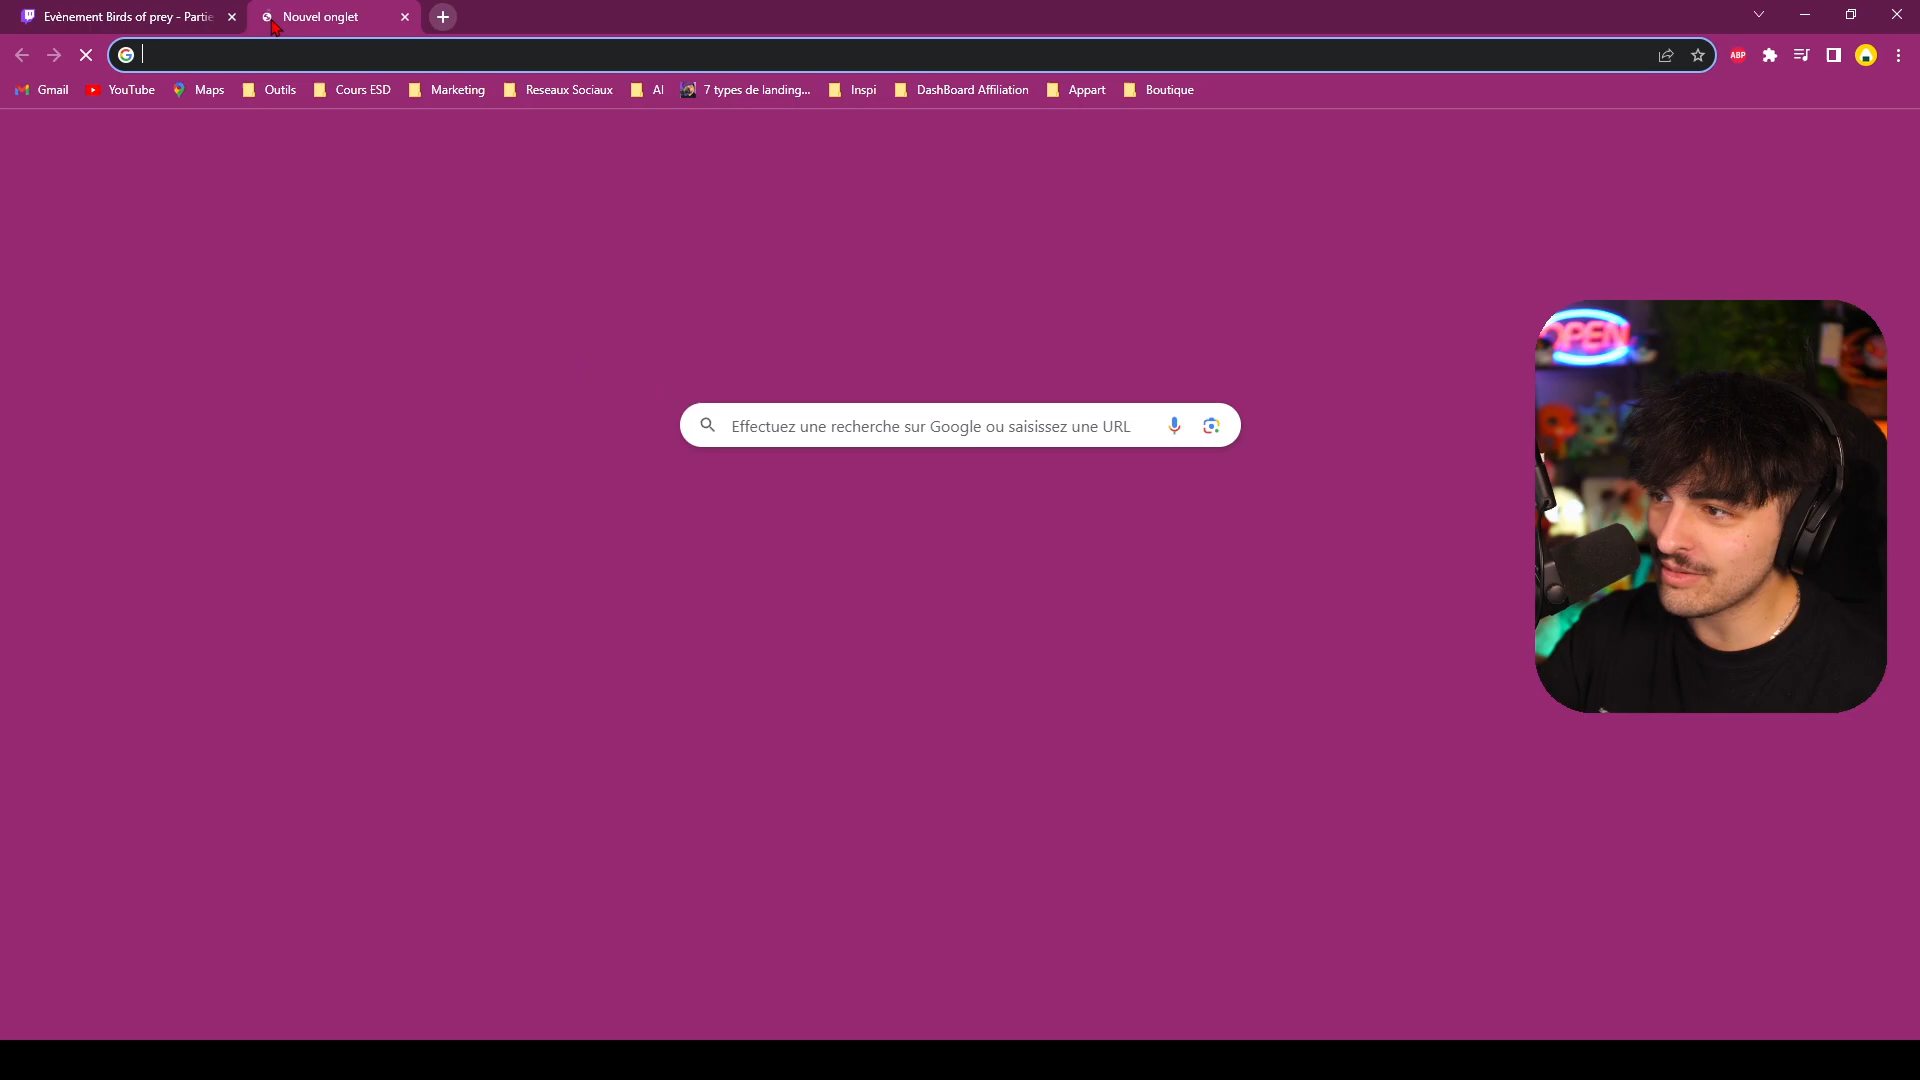 Evènement Birds of prey - Partie
Nouvel onglet
ABP
Gmail
YouTube
Maps
Outils
Cours ESD
Marketing
Reseaux Sociaux
AI
7 types de landing...
Inspi
DashBoard Affiliation
Appart
Boutique
OPEN
Effectuez une recherche sur Google ou saisissez une URL